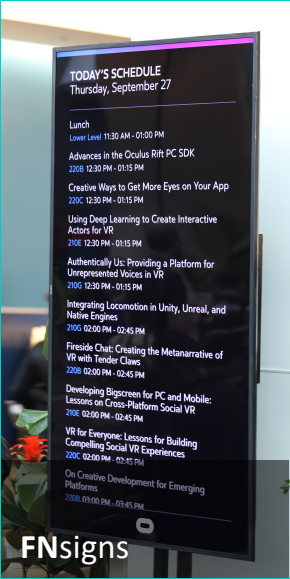 TODAY'S SCHEDULE
Thursday, September 27
Lunch
Lower Level 11:30 AM - 01:00 PM
Advances in the Oculus Rift PC SDK
220B 12:30 PM - 01:15 PM
Creative Ways to Get More Eyes on Your App
220C 12:30 PM - 01:15 PM
Using Deep Learning to Create Interactive
Actors for VR
210E 12:30 PM - 01:15 PM
Authentically Us: Providing a Platform for
Unrepresented Voices in VR
210G 12:30 PM - 01:15 PM
Integrating Locomotion in Unity, Unreal, and
Native Engines
210G 02:00 PM - 02:45 PM
Fireside Chat: Creating the Metanarrative of
VR with Tender Claws
220B 02:00 PM - 02:45 PM
Developing Bigscreen for PC and Mobile:
Lessons on Cross-Platform Social VR
210E 02:00 PM - 02:45 PM
VR for Everyone: Lessons for Building
Compelling Social VR Experiences
220C 02:00 PM - 02:45 PM
On Creative Development for Emerging
Platforms
220B 03:00 PM - 03:45 PM
FNsigns